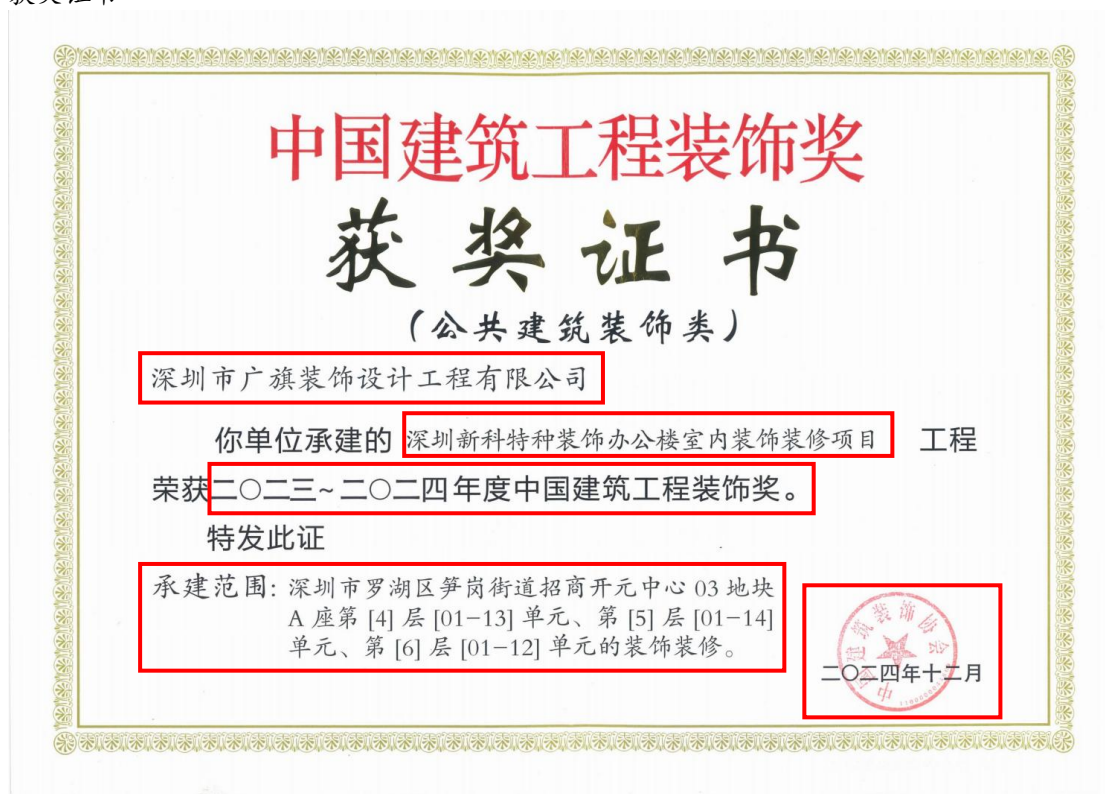 获奖证书
中国建筑工程装饰奖
获奖证书
(公共建筑装饰类)
深圳市广旗装饰设计工程有限公司
你单位承建的 深圳新科特种装饰办公楼室内装饰装修项目 工程
荣获二〇二三~二〇二四年度中国建筑工程装饰奖。
特发此证
承建范围: 深圳市罗湖区笋岗街道招商开元中心 03 地块
A 座第 [4] 层 [01-13] 单元、第 [5] 层 [01-14]
单元、第 [6] 层 [01-12] 单元的装饰装修。
中国建筑装饰协会
二〇二四年十二月